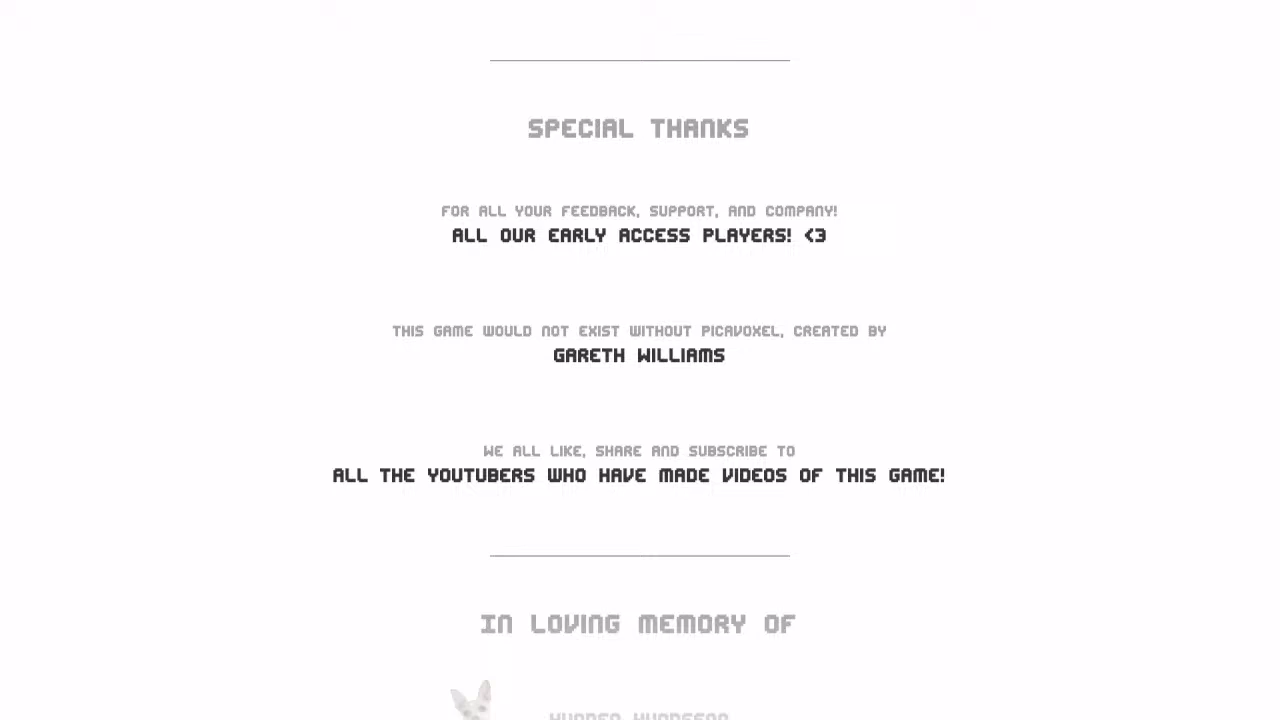 SPECIAL THANKS
FOR ALL YOUR FEEDBACK, SUPPORT, AND COMPANY!
ALL OUR EARLY ACCESS PLAYERS! <3
THIS GAME WOULD NOT EXIST WITHOUT PICAVOXEL, CREATED BY
GARETH WILLIAMS
WE ALL LIKE, SHARE AND SUBSCRIBE TO
ALL THE YOUTUBERS WHO HAVE MADE VIDEOS OF THIS GAME!
IN LOVING MEMORY OF